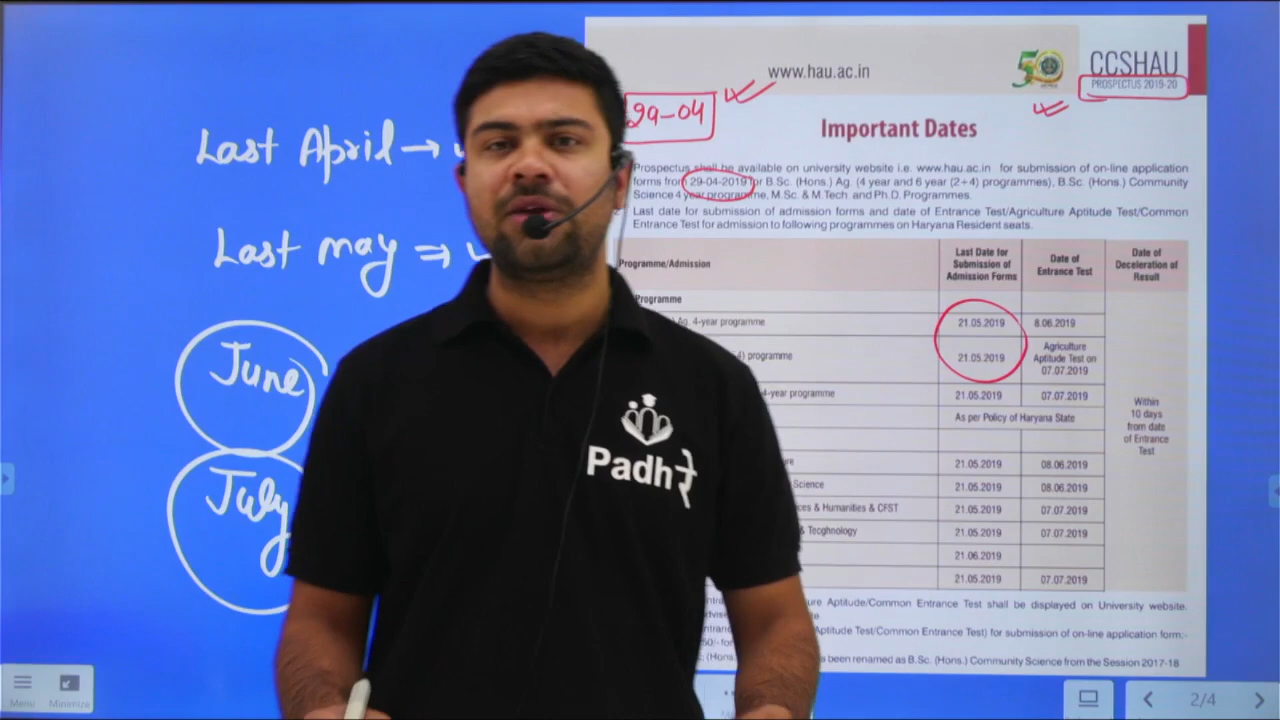 www.hau.ac.in
50
CCSHAU
PROSPECTUS 2019-20
29-04
Important Dates
Last April →
Last may ⇒
June
July
Prospectus shall be available on university website i.e. www.hau.ac.in for submission of on-line application
forms from 29-04-2019 for B.Sc. (Hons.) Ag. (4 year and 6 year (2+4) programmes), B.Sc. (Hons.) Community
Science 4 year programme, M.Sc. & M.Tech. and Ph.D. Programmes.
Last date for submission of admission forms and date of Entrance Test/Agriculture Aptitude Test/Common
Entrance Test for admission to following programmes on Haryana Resident seats.
Programme/Admission
Last Date for
Submission of
Admission Forms
Date of
Entrance Test
Date of
Deceleration of
Result
Programme
Ag. 4-year programme 21.05.2019 8.06.2019
4) programme 21.05.2019
Agriculture
Aptitude Test on
07.07.2019
4-year programme 21.05.2019 07.07.2019
As per Policy of Haryana State
Within
10 days
from date
of Entrance
Test
21.05.2019 08.06.2019
Science 21.05.2019 08.06.2019
& Humanities & CFST 21.05.2019 07.07.2019
& Tecghnology 21.05.2019 07.07.2019
21.06.2019
21.05.2019 07.07.2019
Aptitude/Common Entrance Test shall be displayed on University website.
Aptitude Test/Common Entrance Test) for submission of on-line application form:-
(Hons. s been renamed as B.Sc. (Hons.) Community Science from the Session 2017-18
Padhरे
Menu
Minimize
2/4